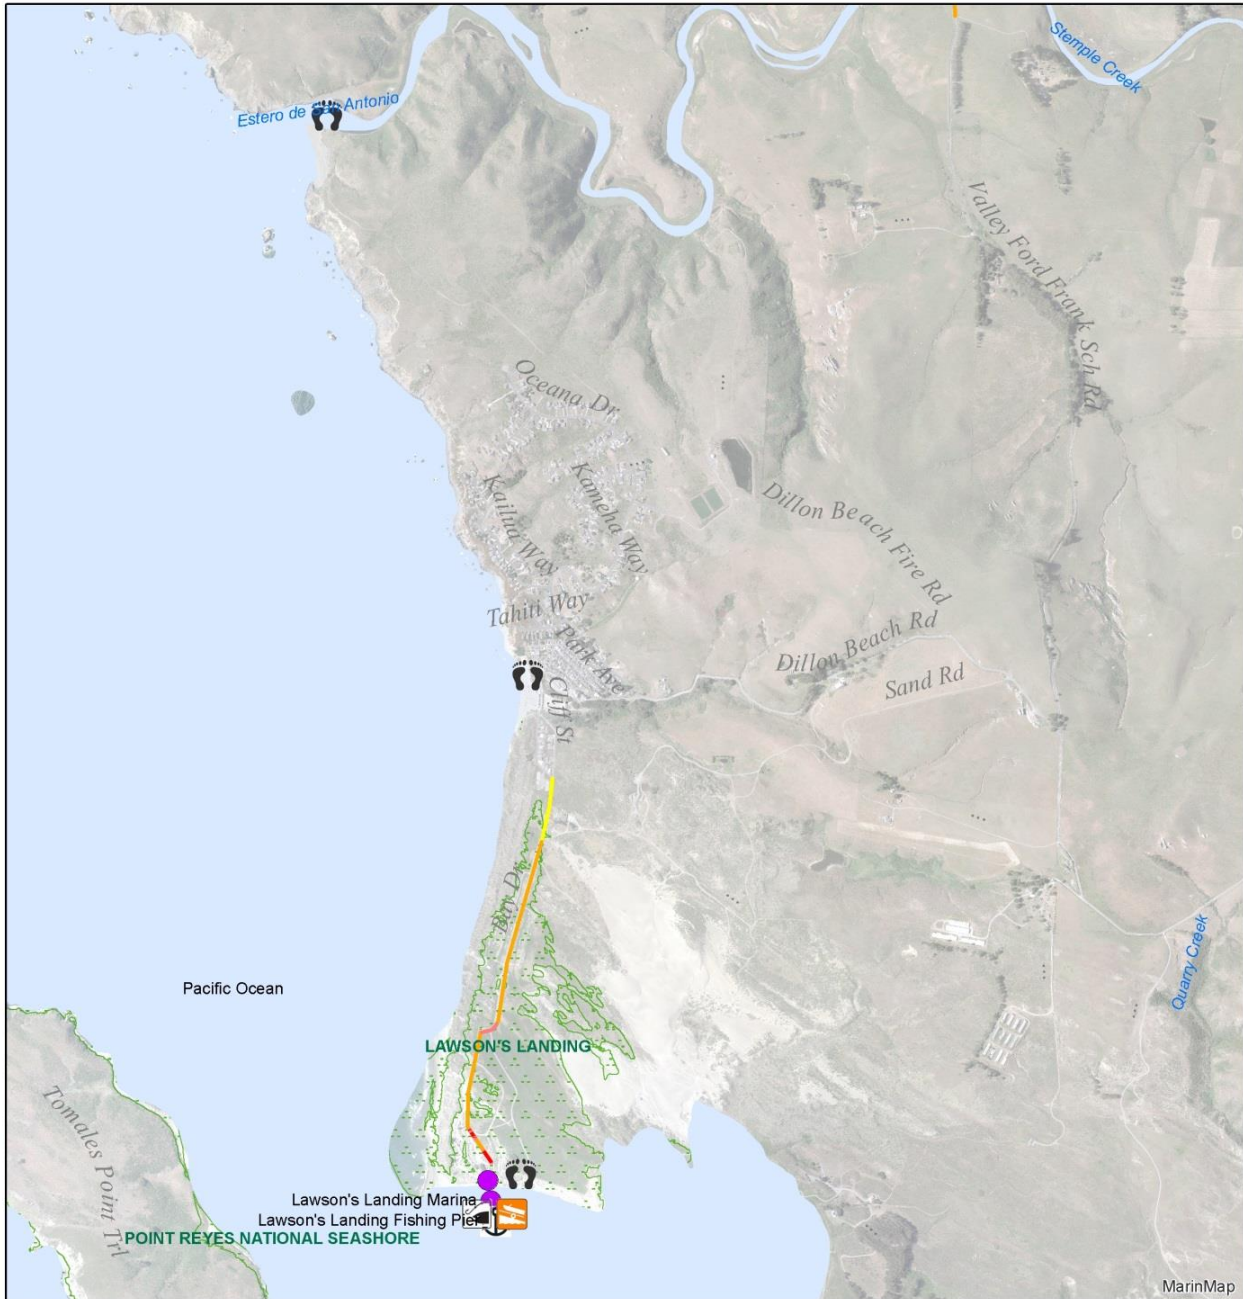 Stemple Creek
Estero de San Antonio
Valley Ford Frank Sch Rd
Oceana Dr
Kailua Way
Kameha Way
Dillon Beach Fire Rd
Tahiti Way
Park Ave
Dillon Beach Rd
Sand Rd
Cliff St
Bay Dr
Quarry Creek
Pacific Ocean
LAWSON'S LANDING
Tomales Point Trl
Lawson's Landing Marina
Lawson's Landing Fishing Pier
POINT REYES NATIONAL SEASHORE
MarinMap